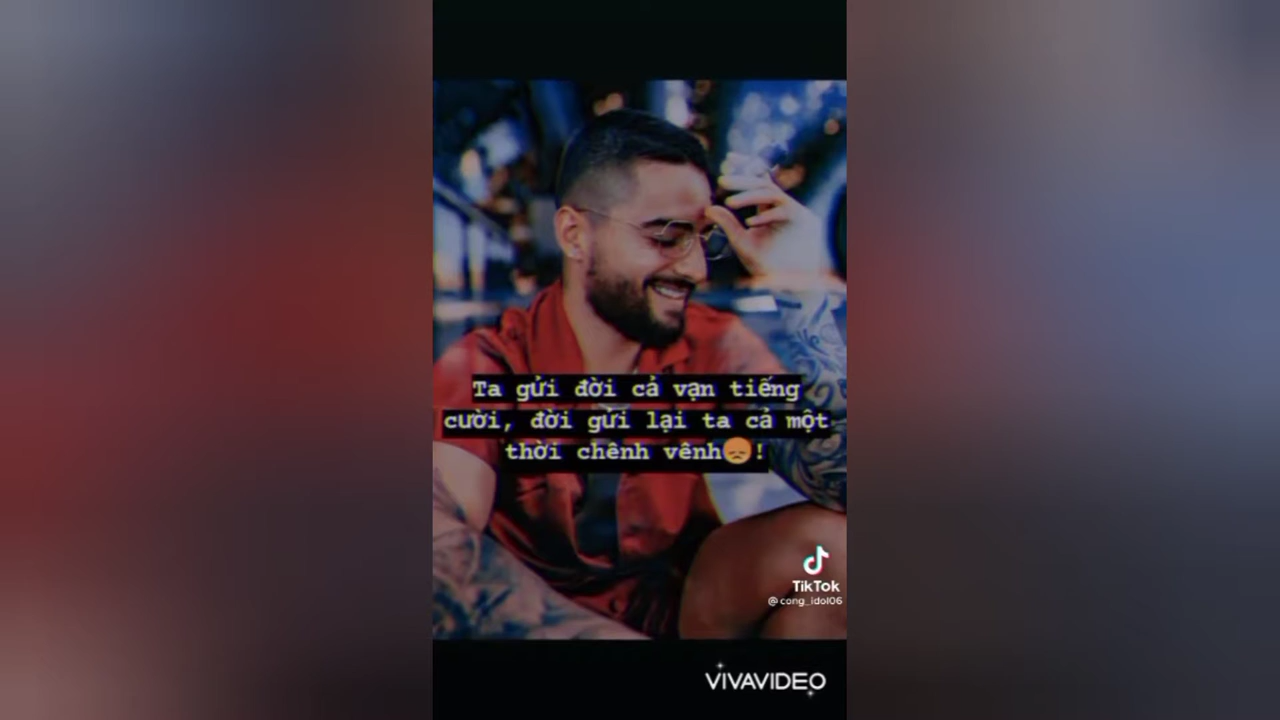 Ta gửi đời cả vạn tiếng
cười, đời gửi lại ta cả một
thời chênh vênh😞!
TikTok
@cong_idol06
VIVAVIDEO